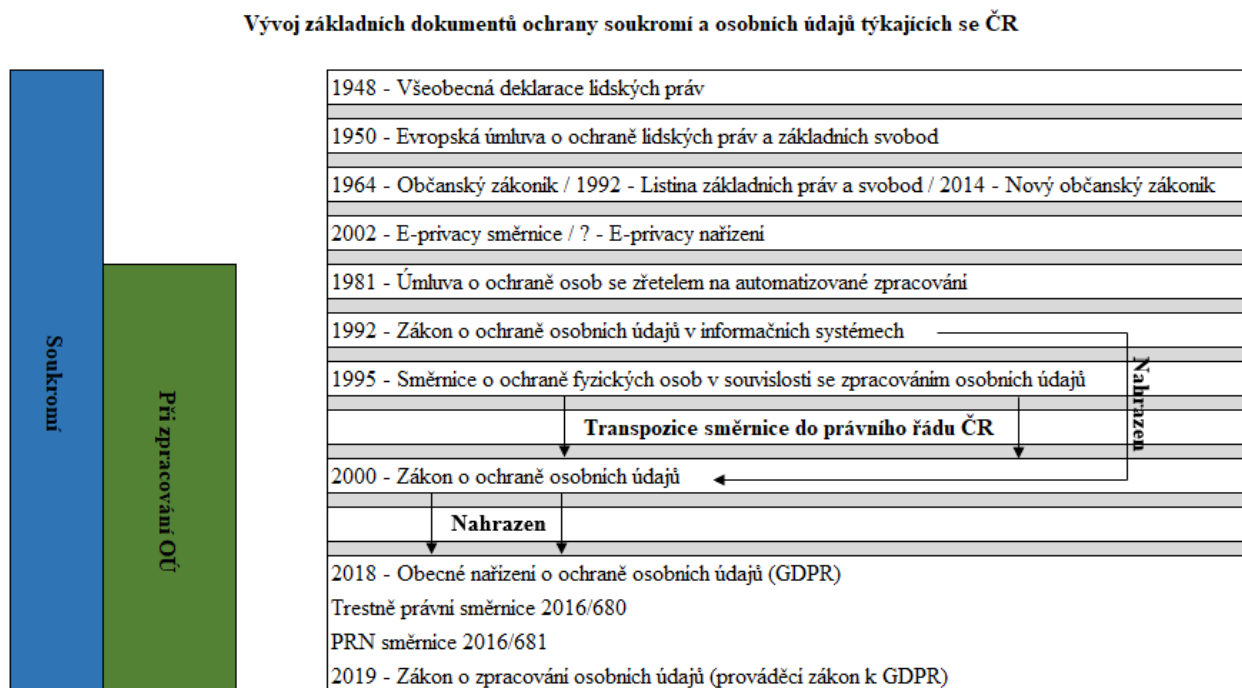 Vývoj základních dokumentů ochrany soukromí a osobních údajů týkajících se ČR
Soukromí
Při zpracování OÚ
1948 - Všeobecná deklarace lidských práv
1950 - Evropská úmluva o ochraně lidských práv a základních svobod
1964 - Občanský zákoník / 1992 - Listina základních práv a svobod / 2014 - Nový občanský zákoník
2002 - E-privacy směrnice / ? - E-privacy nařízení
1981 - Úmluva o ochraně osob se zřetelem na automatizované zpracování
1992 - Zákon o ochraně osobních údajů v informačních systémech
1995 - Směrnice o ochraně fyzických osob v souvislosti se zpracováním osobních údajů
Nahrazen
Transpozice směrnice do právního řádu ČR
2000 - Zákon o ochraně osobních údajů
Nahrazen
2018 - Obecné nařízení o ochraně osobních údajů (GDPR)
Trestně právní směrnice 2016/680
PRN směrnice 2016/681
2019 - Zákon o zpracování osobních údajů (prováděcí zákon k GDPR)